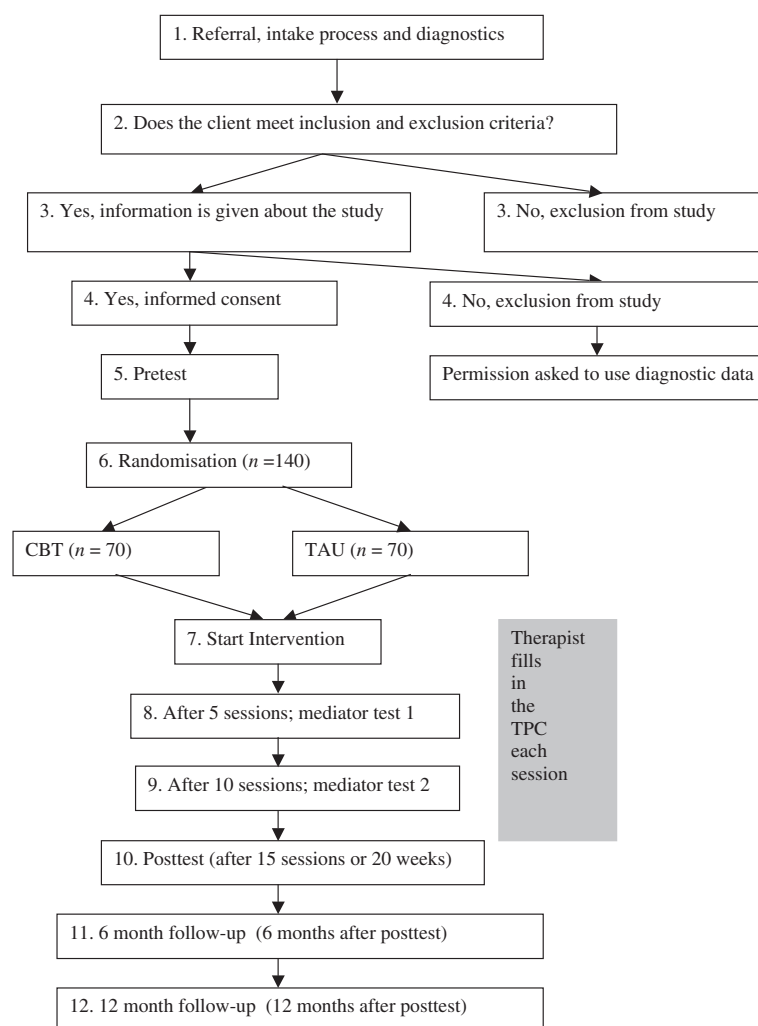 1. Referral, intake process and diagnostics
2. Does the client meet inclusion and exclusion criteria?
3. Yes, information is given about the study
3. No, exclusion from study
4. Yes, informed consent
4. No, exclusion from study
5. Pretest
Permission asked to use diagnostic data
6. Randomisation (n =140)
CBT (n = 70)
TAU (n = 70)
7. Start Intervention
Therapist
fills
in
the
TPC
each
session
8. After 5 sessions; mediator test 1
9. After 10 sessions; mediator test 2
10. Posttest (after 15 sessions or 20 weeks)
11. 6 month follow-up (6 months after posttest)
12. 12 month follow-up (12 months after posttest)